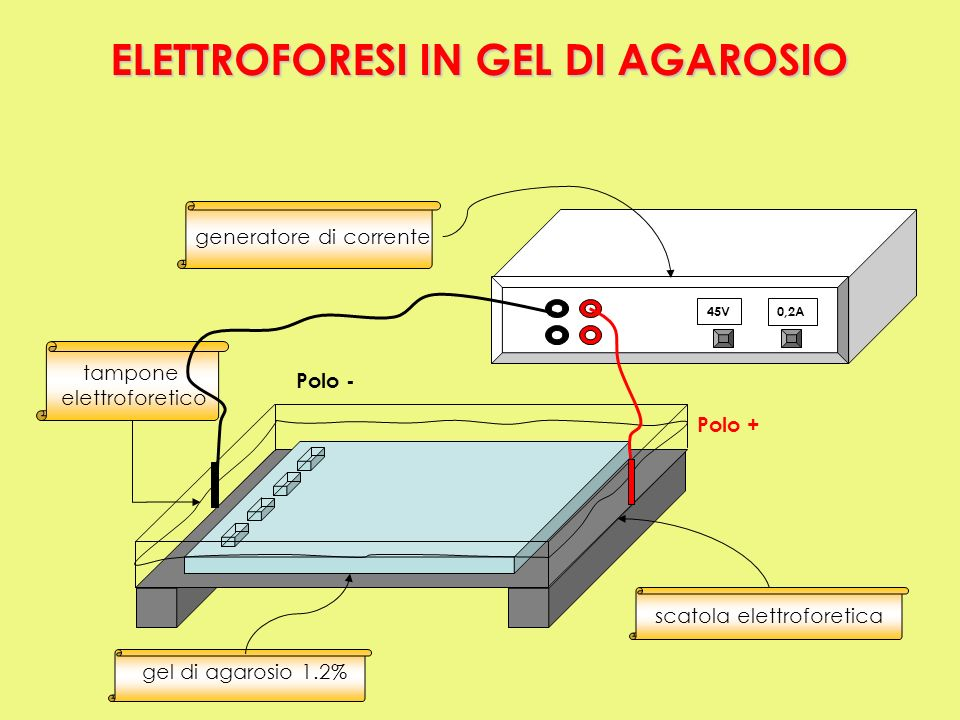 ELETTROFORESI IN GEL DI AGAROSIO
generatore di corrente
45V
0,2A
tampone
elettroforetico
Polo -
Polo +
scatola elettroforetica
gel di agarosio 1.2%